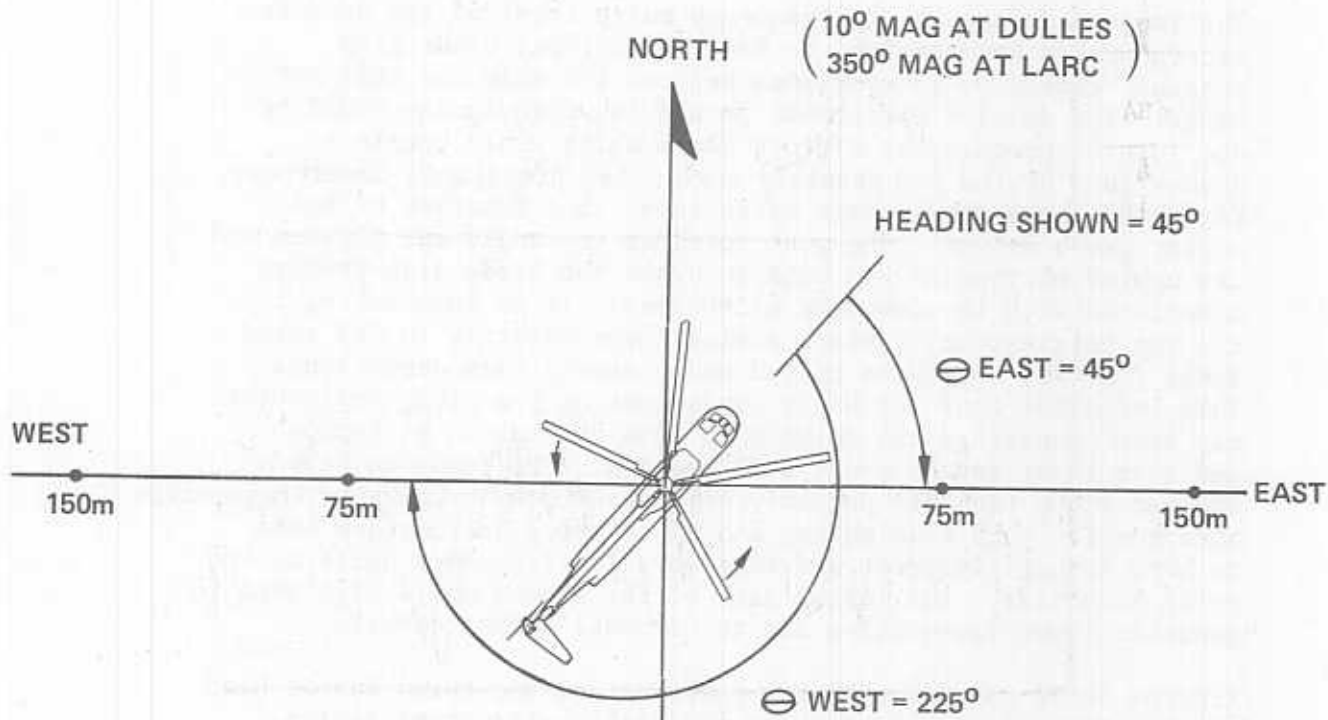 NORTH
(10° MAG AT DULLES
350° MAG AT LARC)
HEADING SHOWN = 45°
Θ EAST = 45°
WEST
EAST
150m
75m
75m
150m
Θ WEST = 225°